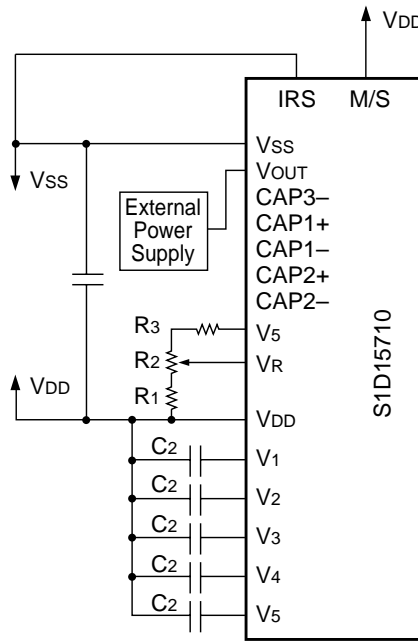 VDD
IRS M/S
VSS
VSS
VOUT
External
Power
Supply
CAP3–
CAP1+
CAP1–
CAP2+
CAP2–
R3
V5
R2
VR
R1
VDD
VDD
C2
V1
C2
V2
C2
V3
C2
V4
C2
V5
S1D15710